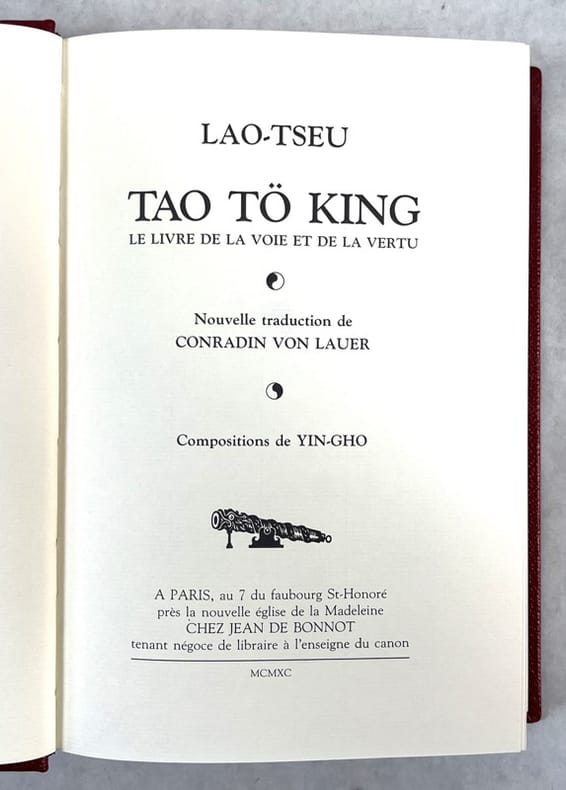 LAO-TSEU
TAO TÖ KING
LE LIVRE DE LA VOIE ET DE LA VERTU
Nouvelle traduction de
CONRADIN VON LAUER
Compositions de YIN-GHO
A PARIS, au 7 du faubourg St-Honoré
près la nouvelle église de la Madeleine
CHEZ JEAN DE BONNOT
tenant négoce de libraire à l'enseigne du canon
MCMXC